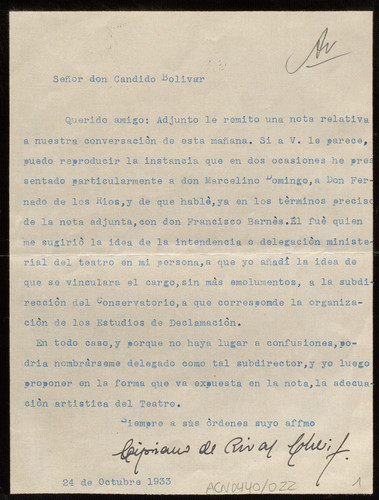 Av
Señor don Candido Bolivar
Querido amigo: Adjunto le remito una nota relativa
a nuestra conversación de esta mañana. Si a V. le parece,
puedo reproducir la instancia que en dos ocasiones he pre
sentado particularmente a don Marcelino Domingo, a Don Fer-
nado de los Rios, y de que hablé, ya en los términos preciso
de la nota adjunta, con don Francisco Barnès. Él fué quien
me sugirió la idea de la intendencia o delegación ministe-
rial del teatro en mi persona, a que yo añadí la idea de
que se vinculara el cargo, sin más emolumentos, a la subdi-
rección del Conservatorio, a que corresponde la organiza-
ción de los Estudios de Declamación.
En todo caso, y porque no haya lugar a confusiones, po-
dria nombrárseme delegado como tal subdirector, y yo luego
proponer en la forma que va expuesta en la nota, la adecua-
ción artistica del Teatro.
Siempre a sus órdenes suyo affmo
Cipriano de Rivas Cherif.
24 de Octubre 1933
ACN0440/022
1